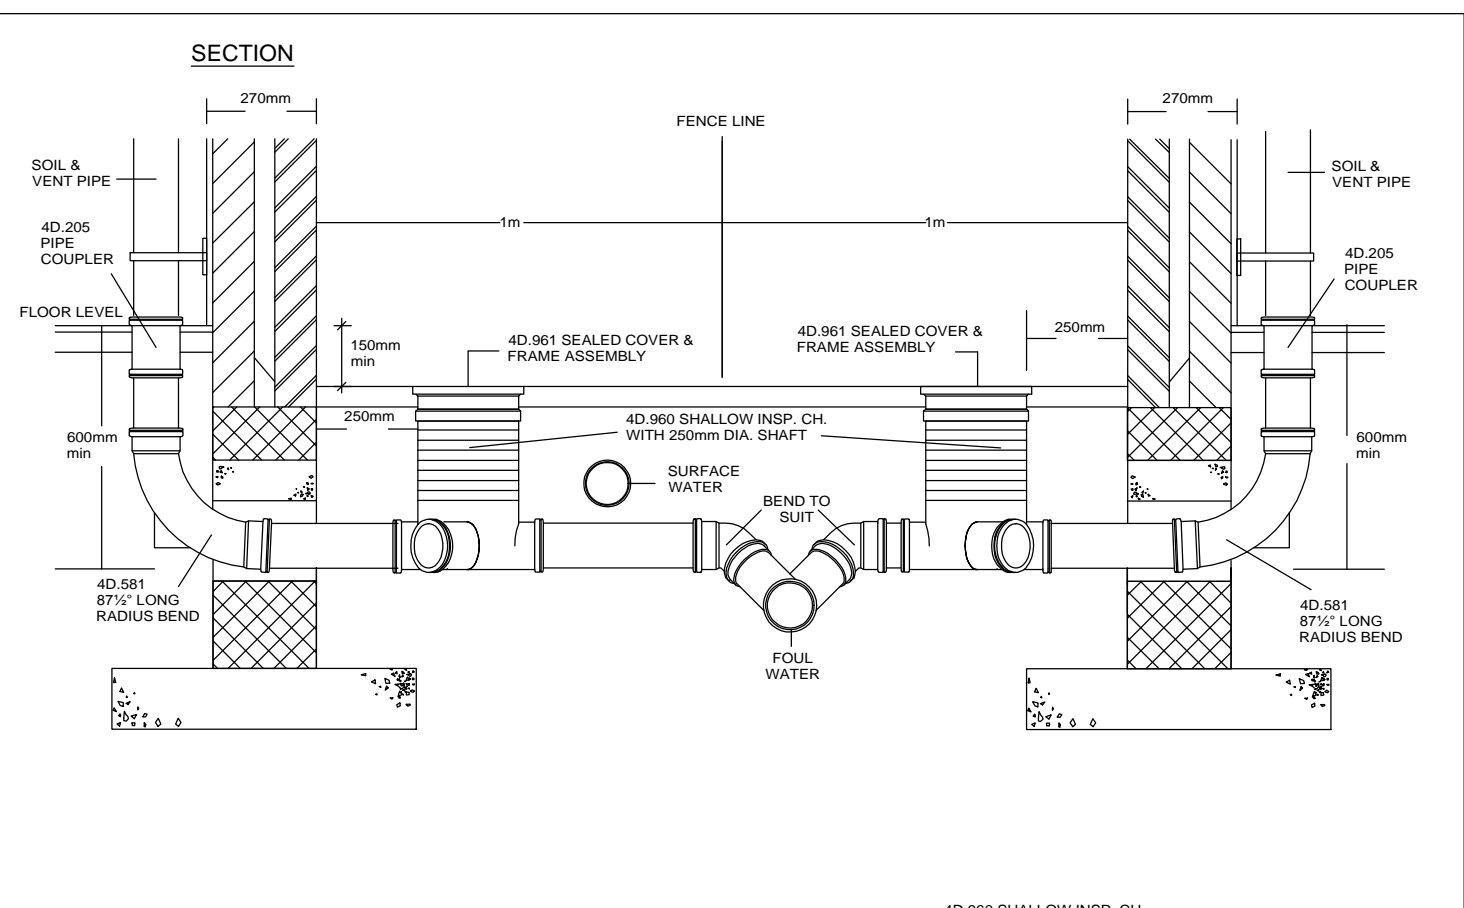 SECTION
270mm
270mm
FENCE LINE
SOIL &
VENT PIPE
SOIL &
VENT PIPE
1m
1m
4D.205
PIPE
COUPLER
4D.205
PIPE
COUPLER
FLOOR LEVEL
150mm
min
4D.961 SEALED COVER &
FRAME ASSEMBLY
4D.961 SEALED COVER &
FRAME ASSEMBLY
250mm
250mm
4D.960 SHALLOW INSP. CH.
WITH 250mm DIA. SHAFT
600mm
min
600mm
min
SURFACE
WATER
BEND TO
SUIT
4D.581
87½° LONG
RADIUS BEND
4D.581
87½° LONG
RADIUS BEND
FOUL
WATER